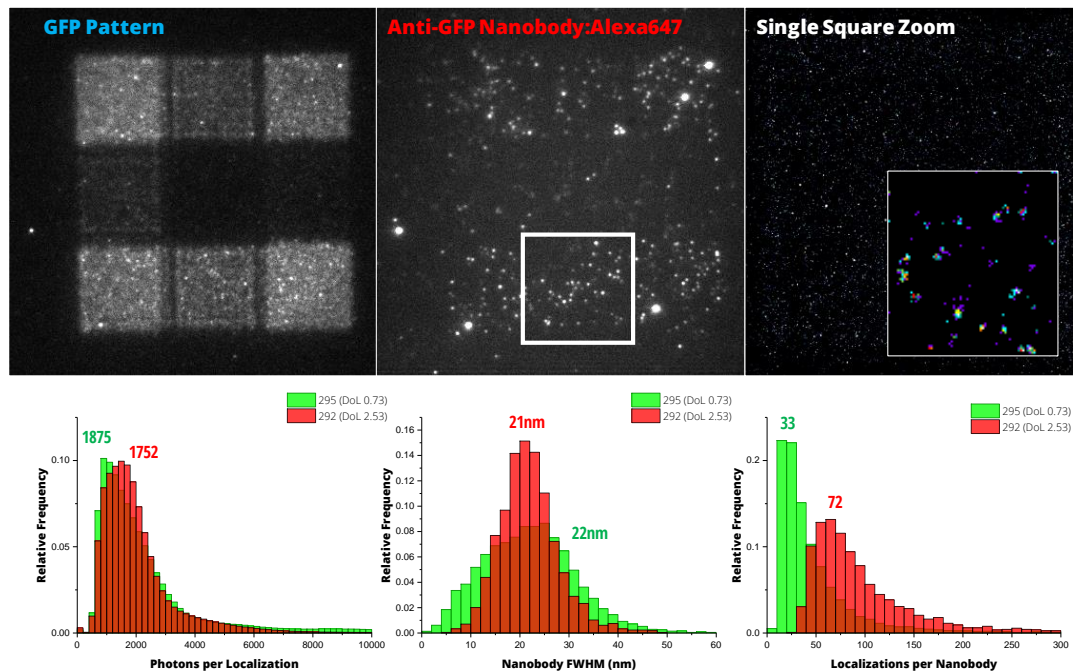 GFP Pattern
Anti-GFP Nanobody:Alexa647
Single Square Zoom
295 (DoL 0.73)
292 (DoL 2.53)
1875
1752
0.10
0.05
0.00
Relative Frequency
0
2000
4000
6000
8000
10000
Photons per Localization
295 (DoL 0.73)
292 (DoL 2.53)
21nm
22nm
0.16
0.14
0.12
0.10
0.08
0.06
0.04
0.02
0.00
Relative Frequency
0
10
20
30
40
50
60
Nanobody FWHM (nm)
295 (DoL 0.73)
292 (DoL 2.53)
33
72
0.2
0.1
0.0
Relative Frequency
0
50
100
150
200
250
300
Localizations per Nanobody